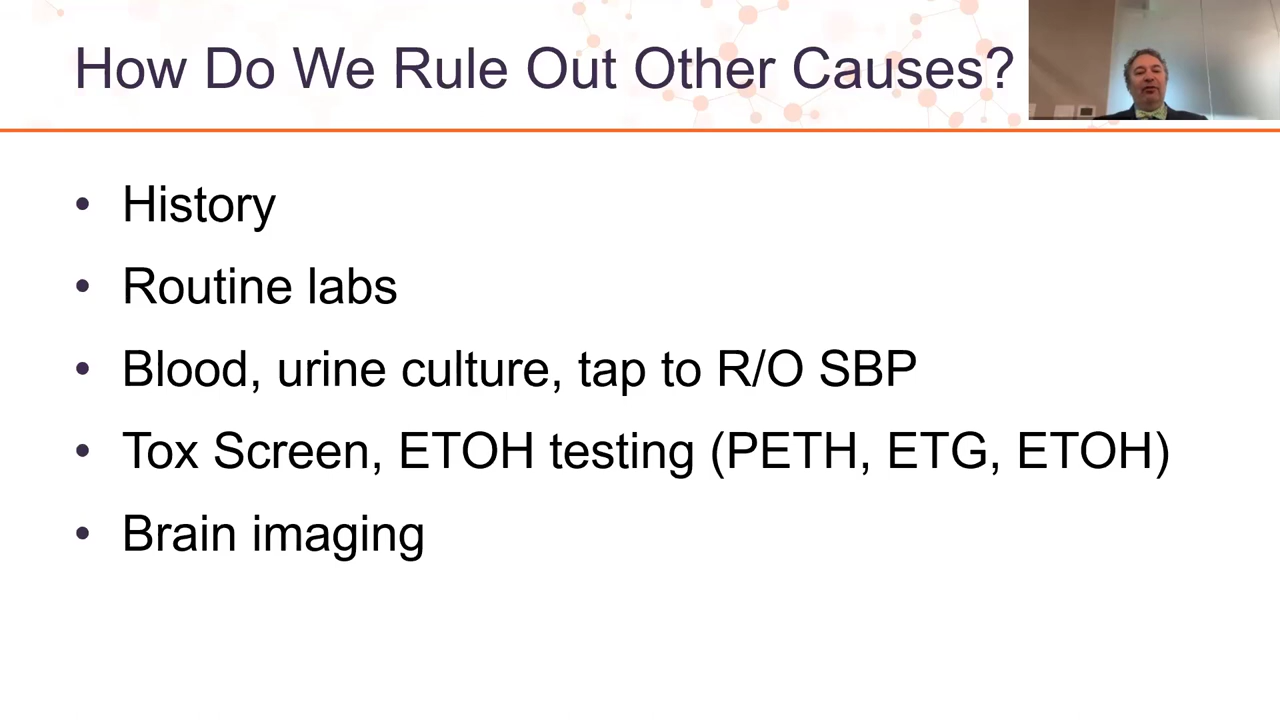 How Do We Rule Out Other Causes?
• History
• Routine labs
• Blood, urine culture, tap to R/O SBP
• Tox Screen, ETOH testing (PETH, ETG, ETOH)
• Brain imaging